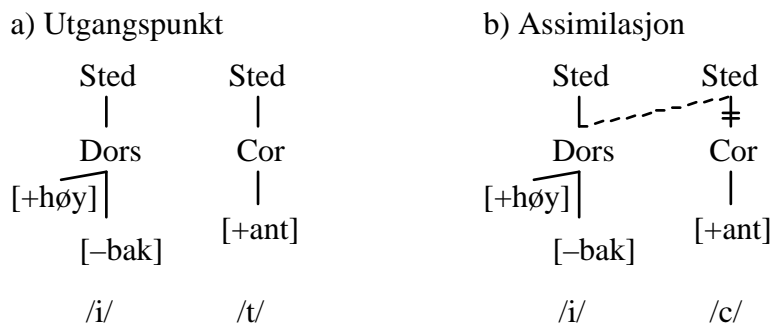 a) Utgangspunkt b) Assimilasjon
Sted Sted Sted Sted
Dors Cor Dors Cor
[+høy] [+høy]
[+ant] [+ant]
[–bak] [–bak]
/i/ /t/ /i/ /c/